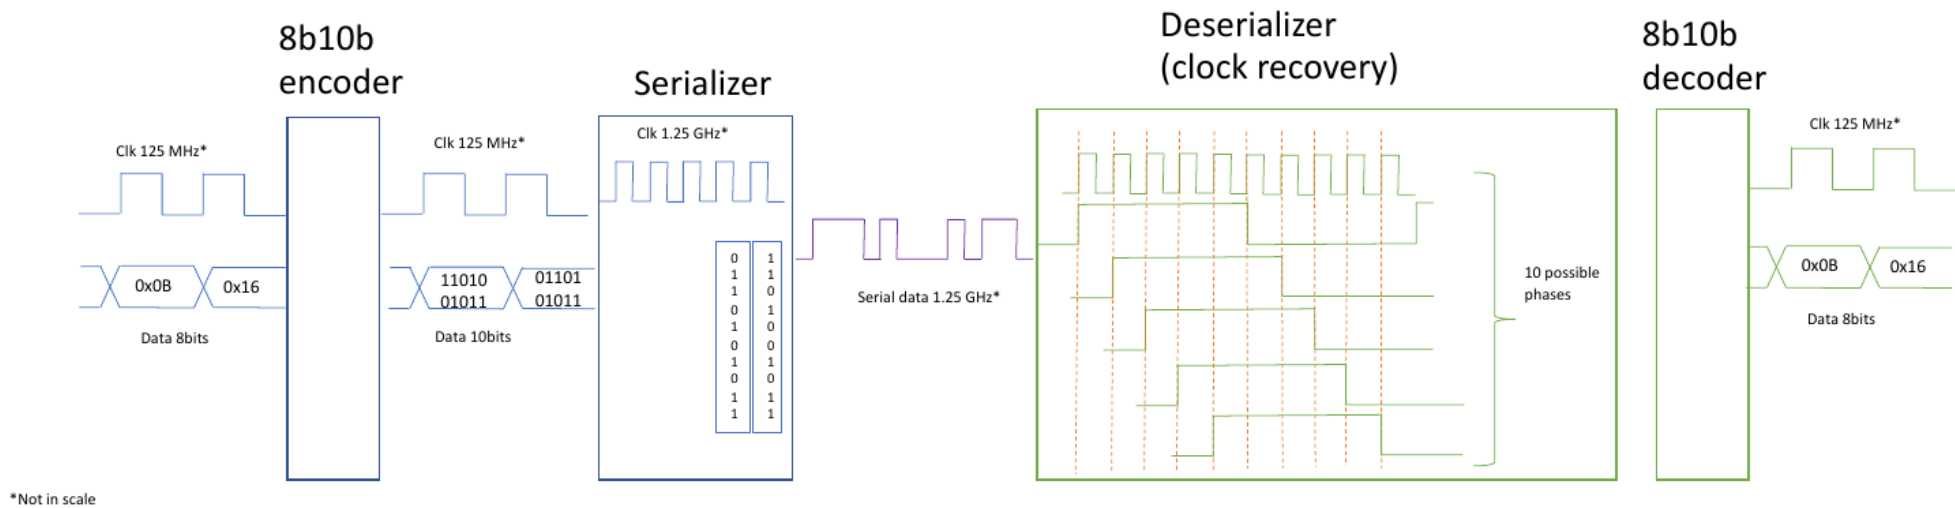 8b10b
encoder
Serializer
Deserializer
(clock recovery)
8b10b
decoder
Clk 125 MHz*
Clk 125 MHz*
Clk 1.25 GHz*
Clk 125 MHz*
0x0B
0x16
11010
01011
01101
01011
0 1
1 1
1 0
0 1
1 0
0 0
1 1
0 0
1 1
1 1
Serial data 1.25 GHz*
10 possible
phases
0x0B
0x16
Data 8bits
Data 10bits
Data 8bits
*Not in scale